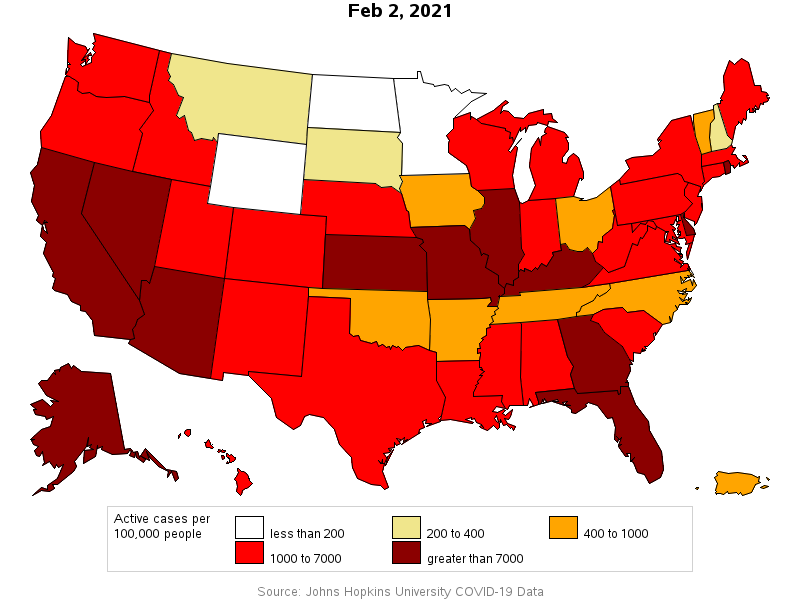 Feb 2, 2021
Active cases per
100,000 people
less than 200
200 to 400
400 to 1000
1000 to 7000
greater than 7000
Source: Johns Hopkins University COVID-19 Data